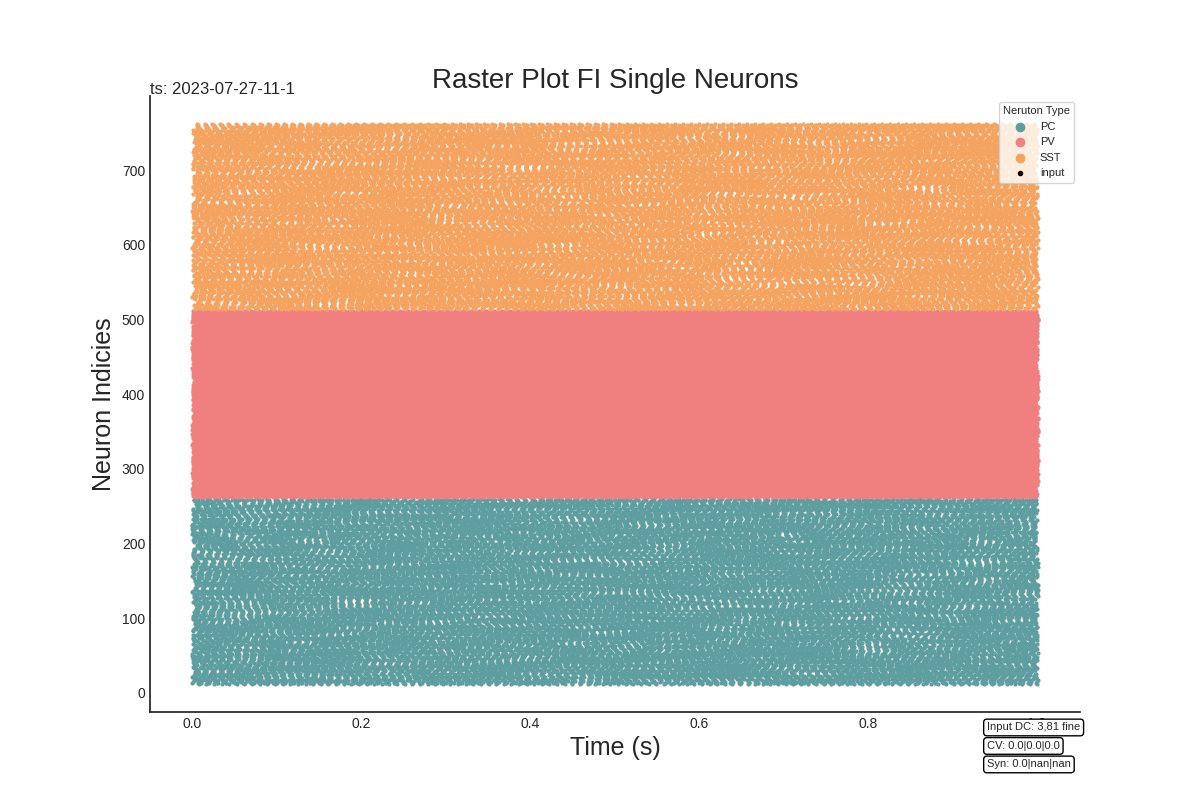 Raster Plot FI Single Neurons
ts: 2023-07-27-11-1
Neruton Type
PC
PV
SST
input
700
600
500
400
300
200
100
0
Neuron Indicies
0.0
0.2
0.4
0.6
0.8
Time (s)
Input DC: 3,81 fine
CV: 0.0|0.0|0.0
Syn: 0.0|nan|nan